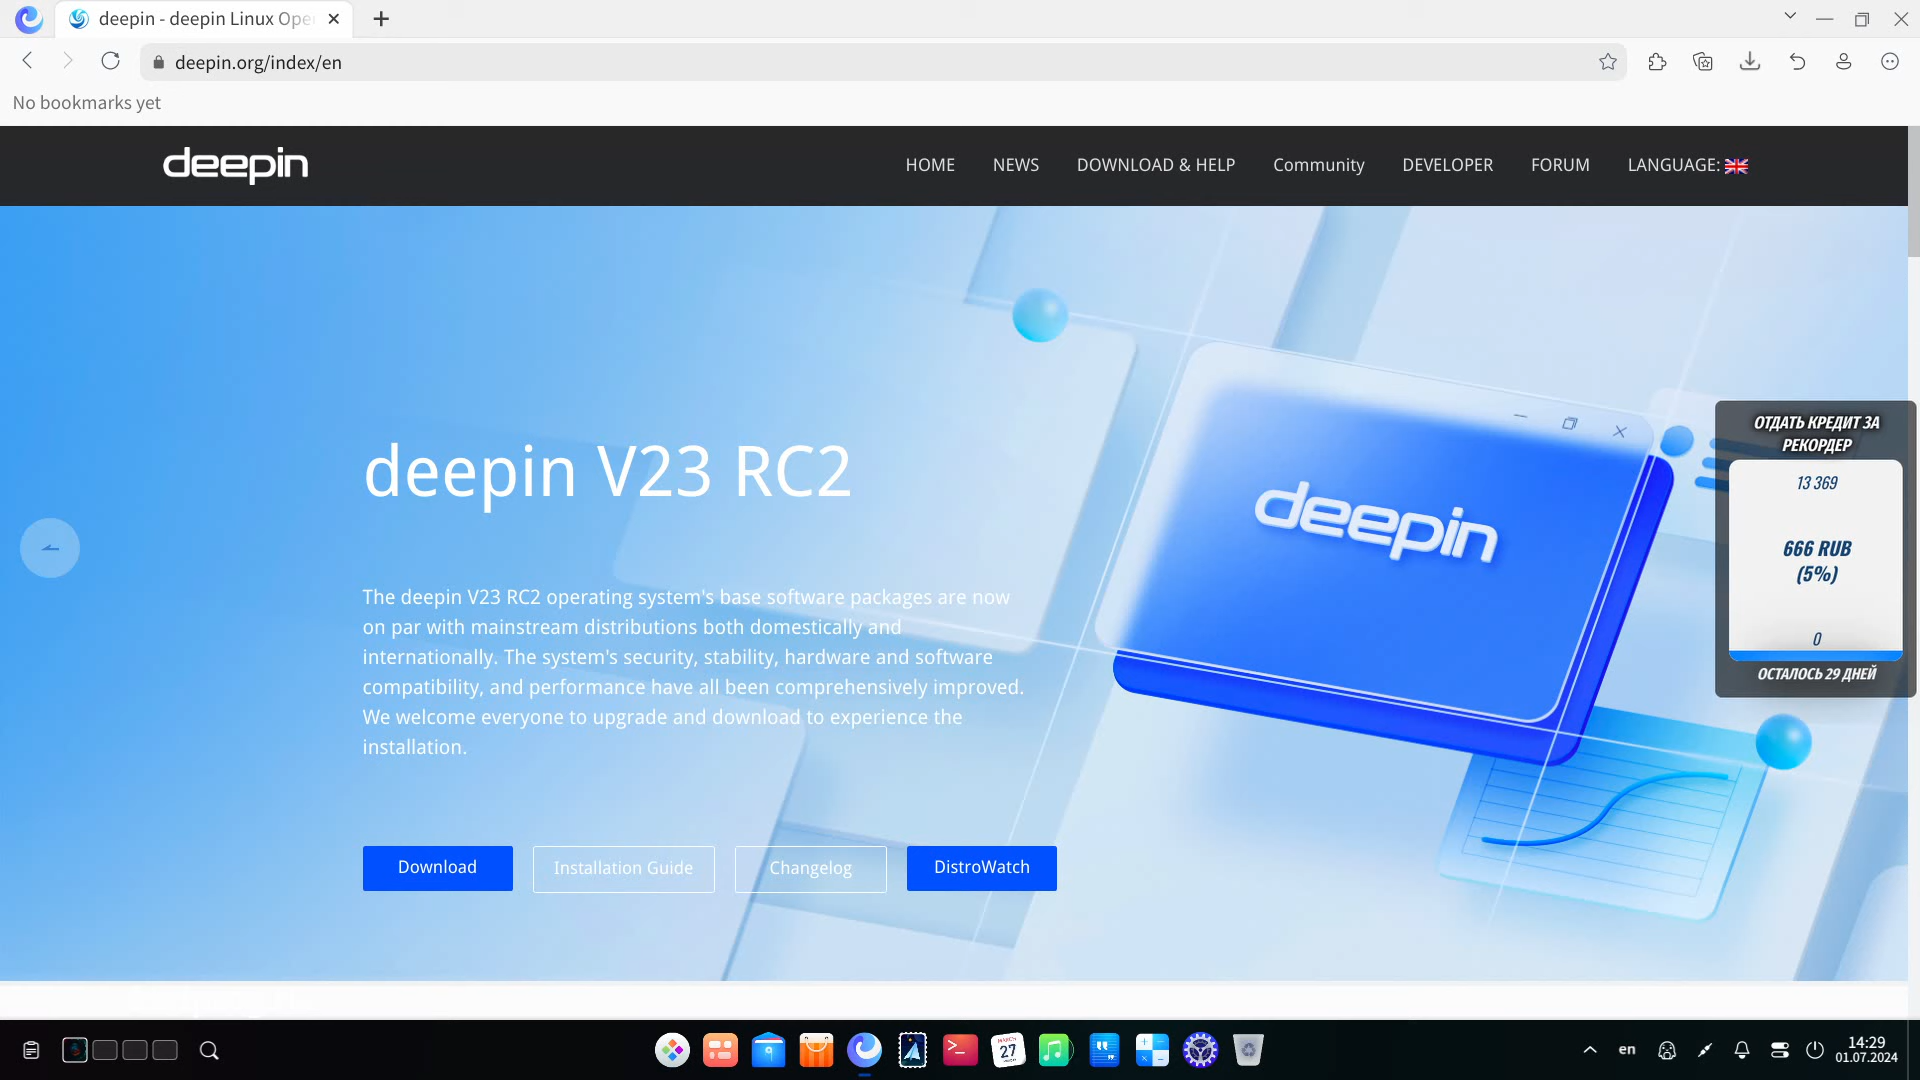 deepin - deepin Linux Ope
deepin.org/index/en
No bookmarks yet
deepin
HOME NEWS DOWNLOAD & HELP Community DEVELOPER FORUM LANGUAGE:
deepin V23 RC2
The deepin V23 RC2 operating system's base software packages are now
on par with mainstream distributions both domestically and
internationally. The system's security, stability, hardware and software
compatibility, and performance have all been comprehensively improved.
We welcome everyone to upgrade and download to experience the
installation.
Download Installation Guide Changelog DistroWatch
deepin
ОТДАТЬ КРЕДИТ ЗА
РЕКОРДЕР
13 369
666 RUB
(5%)
0
ОСТАЛОСЬ 29 ДНЕЙ
MARCH
27
en
14:29
01.07.2024